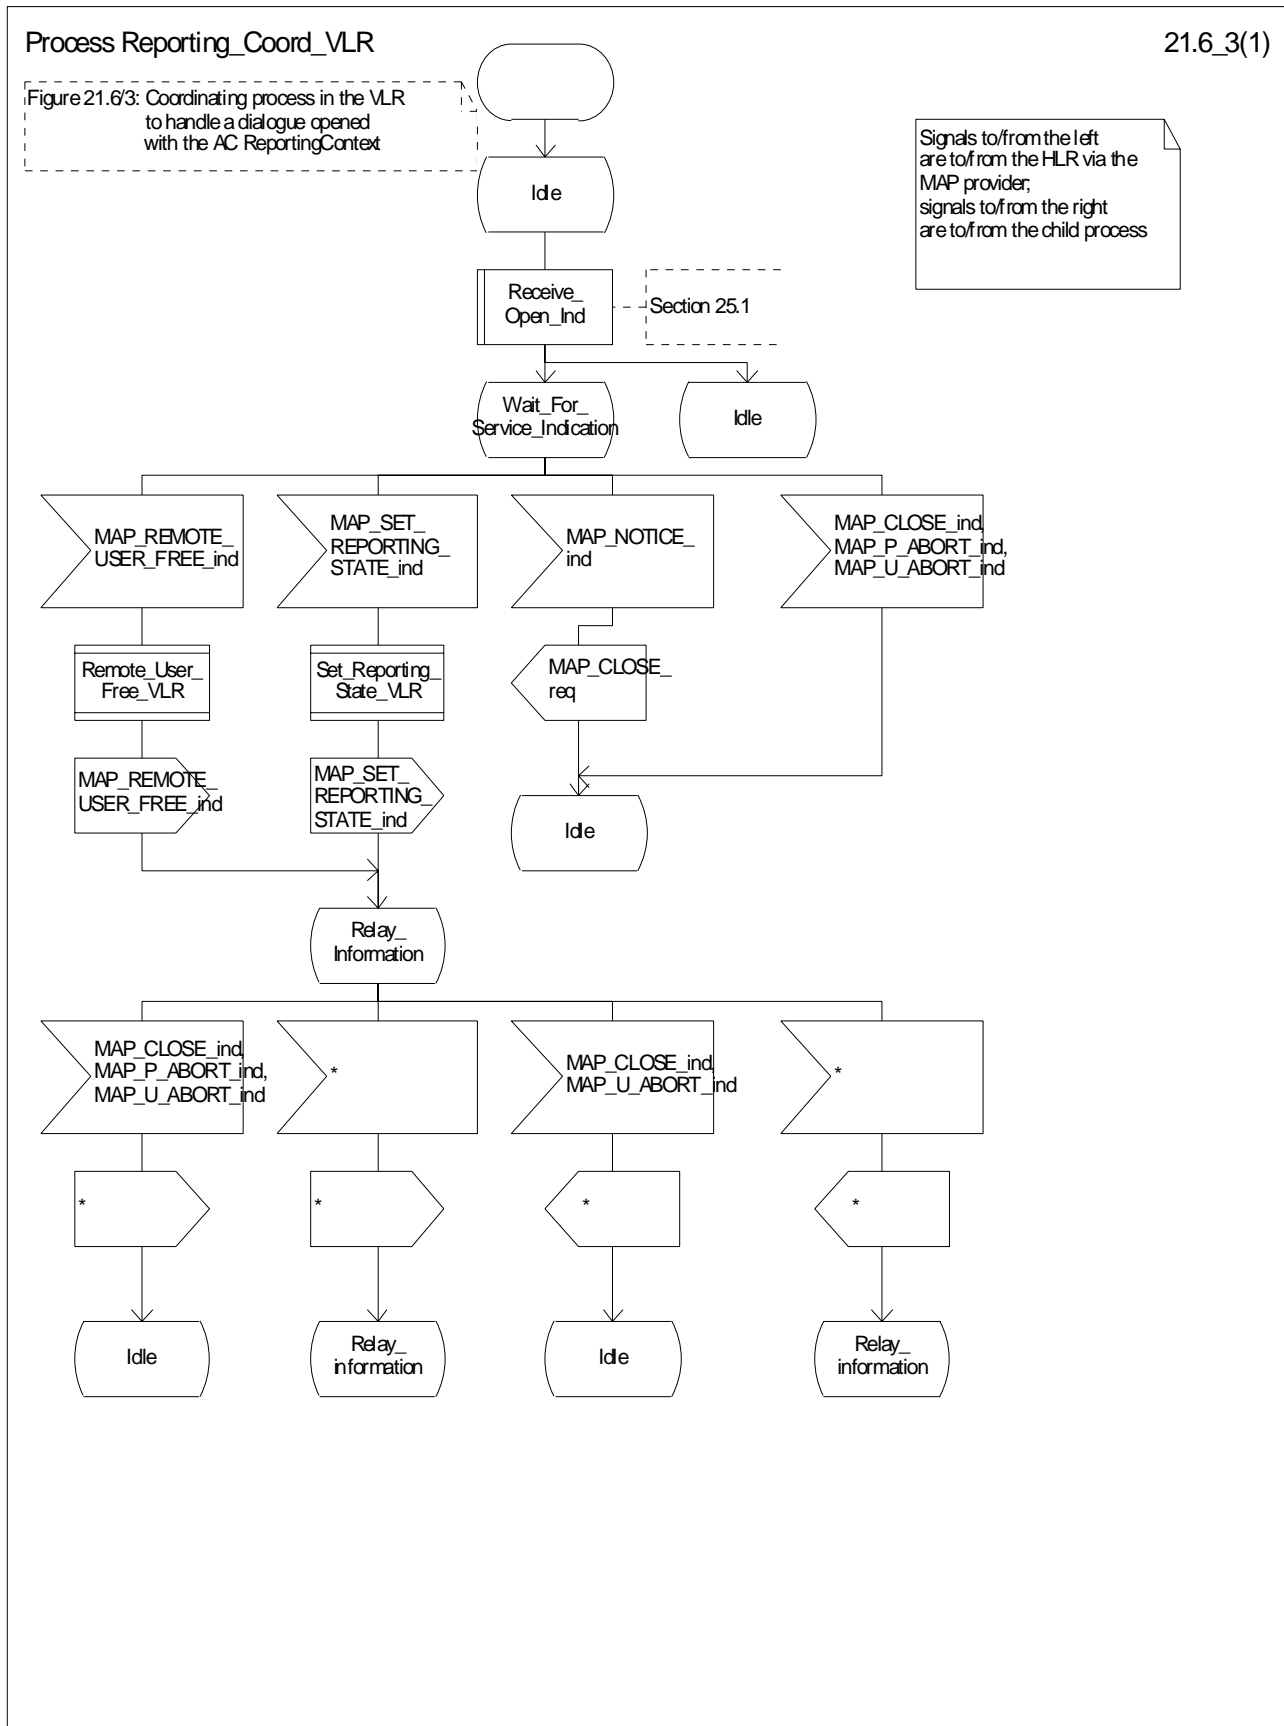 Process Reporting_Coord_VLR
21.6_3(1)
Figure 21.6/3: Coordinating process in the VLR
to handle a dialogue opened
with the AC ReportingContext
Signals to/from the left
are to/from the HLR via the
MAP provider;
signals to/from the right
are to/from the child process
Idle
Receive_
Open_Ind
Section 25.1
Wait_For_
Service_Indication
Idle
MAP_REMOTE_
USER_FREE_ind
MAP_SET_
REPORTING_
STATE_ind
MAP_NOTICE_
ind
MAP_CLOSE_ind,
MAP_P_ABORT_ind,
MAP_U_ABORT_ind
Remote_User_
Free_VLR
Set_Reporting_
State_VLR
MAP_CLOSE_
req
MAP_REMOTE_
USER_FREE_ind
MAP_SET_
REPORTING_
STATE_ind
Idle
Relay_
Information
MAP_CLOSE_ind,
MAP_P_ABORT_ind,
MAP_U_ABORT_ind
*
MAP_CLOSE_ind,
MAP_U_ABORT_ind
*
*
*
*
*
Idle
Relay_
information
Idle
Relay_
information